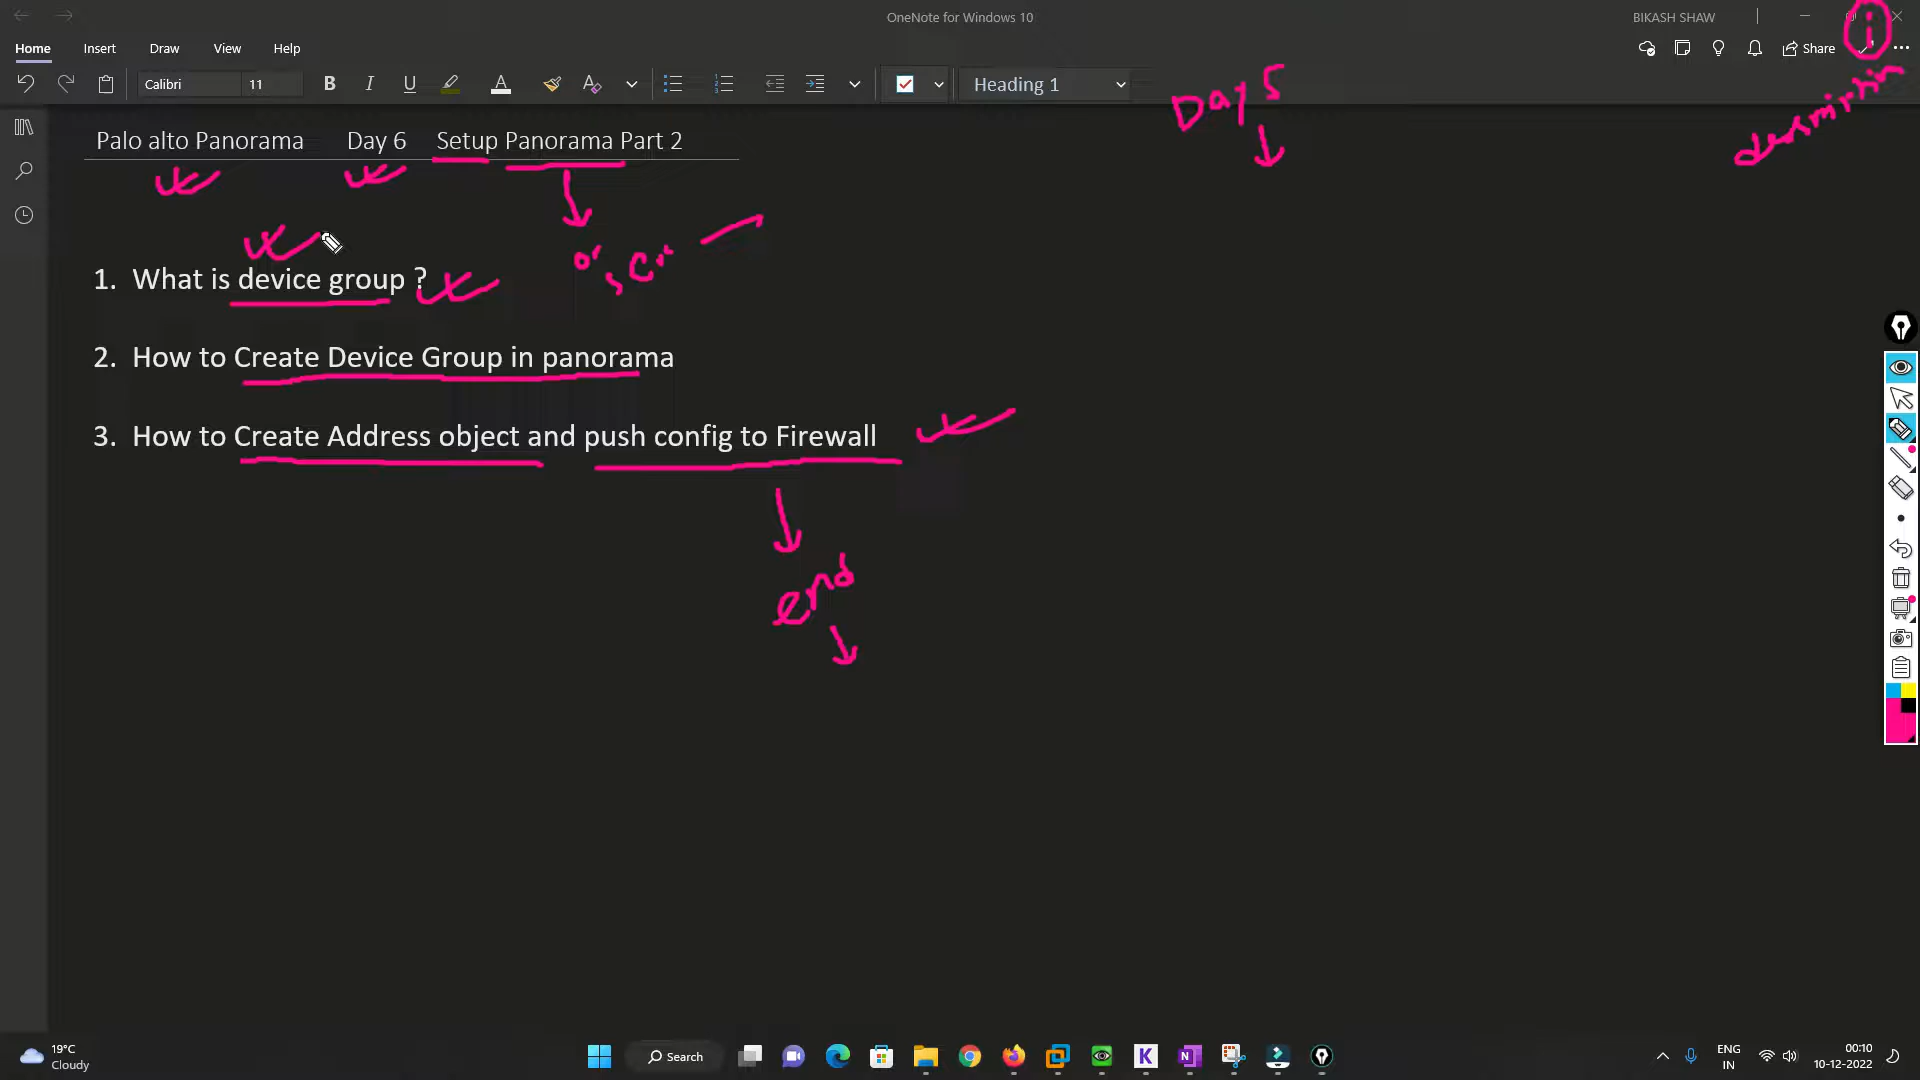 OneNote for Windows 10
BIKASH SHAW
Home Insert Draw View Help
Share
Calibri 11 B I U A Heading 1
Day 5
Palo alto Panorama Day 6 Setup Panorama Part 2
1. What is device group ?
2. How to Create Device Group in panorama
3. How to Create Address object and push config to Firewall
end
19°C
Cloudy
Search
ENG
IN
00:10
10-12-2022